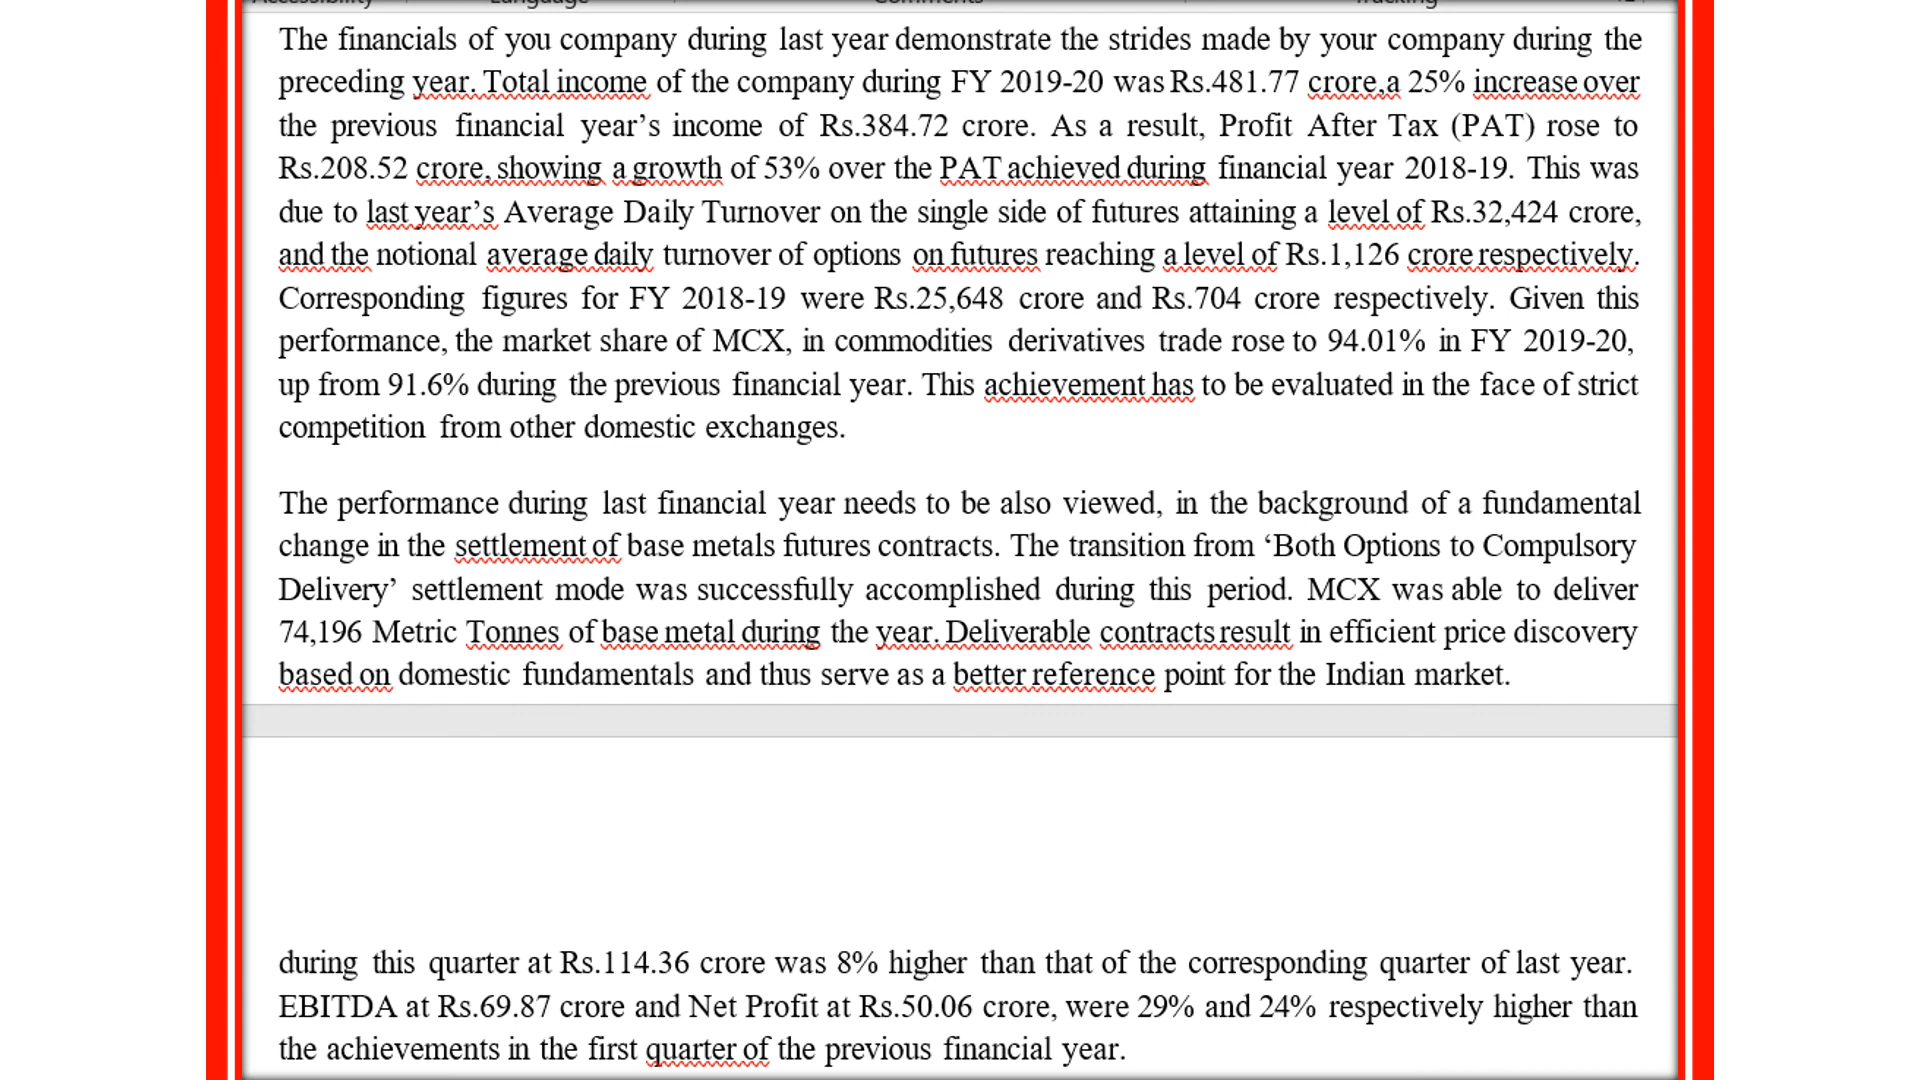 Accessibility Language Comments Tracking
The financials of you company during last year demonstrate the strides made by your company during the
preceding year. Total income of the company during FY 2019-20 was Rs.481.77 crore,a 25% increase over
the previous financial year’s income of Rs.384.72 crore. As a result, Profit After Tax (PAT) rose to
Rs.208.52 crore, showing a growth of 53% over the PAT achieved during financial year 2018-19. This was
due to last year’s Average Daily Turnover on the single side of futures attaining a level of Rs.32,424 crore,
and the notional average daily turnover of options on futures reaching a level of Rs.1,126 crore respectively.
Corresponding figures for FY 2018-19 were Rs.25,648 crore and Rs.704 crore respectively. Given this
performance, the market share of MCX, in commodities derivatives trade rose to 94.01% in FY 2019-20,
up from 91.6% during the previous financial year. This achievement has to be evaluated in the face of strict
competition from other domestic exchanges.
The performance during last financial year needs to be also viewed, in the background of a fundamental
change in the settlement of base metals futures contracts. The transition from ‘Both Options to Compulsory
Delivery’ settlement mode was successfully accomplished during this period. MCX was able to deliver
74,196 Metric Tonnes of base metal during the year. Deliverable contracts result in efficient price discovery
based on domestic fundamentals and thus serve as a better reference point for the Indian market.
during this quarter at Rs.114.36 crore was 8% higher than that of the corresponding quarter of last year.
EBITDA at Rs.69.87 crore and Net Profit at Rs.50.06 crore, were 29% and 24% respectively higher than
the achievements in the first quarter of the previous financial year.